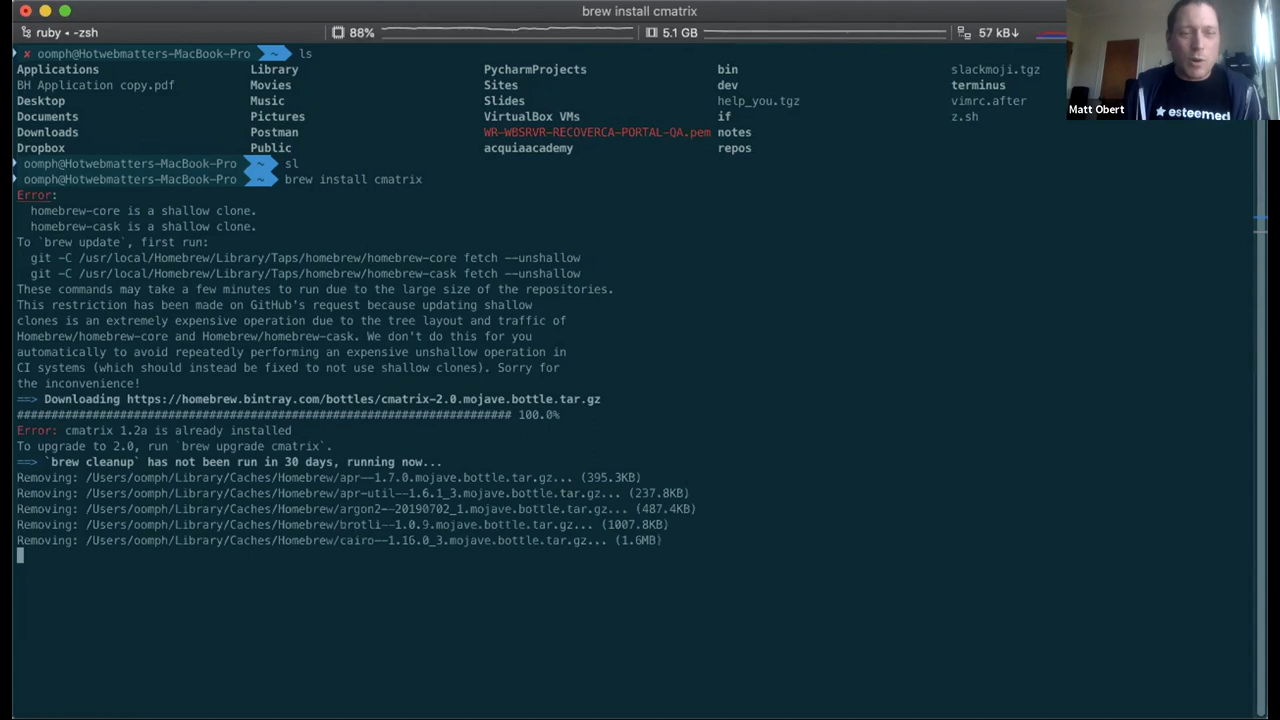 brew install cmatrix
ruby • -zsh 88% 5.1 GB 57 kB↓
✘ oomph@Hotwebmatters-MacBook-Pro ~ ls
Applications Library PycharmProjects bin slackmoji.tgz
BH Application copy.pdf Movies Sites dev terminus
Desktop Music Slides help_you.tgz vimrc.after
Documents Pictures VirtualBox VMs if z.sh
Downloads Postman WR-WBSRVR-RECOVERCA-PORTAL-QA.pem notes
Dropbox Public acquiaacademy repos
oomph@Hotwebmatters-MacBook-Pro ~ sl
oomph@Hotwebmatters-MacBook-Pro ~ brew install cmatrix
Error:
homebrew-core is a shallow clone.
homebrew-cask is a shallow clone.
To `brew update`, first run:
git -C /usr/local/Homebrew/Library/Taps/homebrew/homebrew-core fetch --unshallow
git -C /usr/local/Homebrew/Library/Taps/homebrew/homebrew-cask fetch --unshallow
These commands may take a few minutes to run due to the large size of the repositories.
This restriction has been made on GitHub's request because updating shallow
clones is an extremely expensive operation due to the tree layout and traffic of
Homebrew/homebrew-core and Homebrew/homebrew-cask. We don't do this for you
automatically to avoid repeatedly performing an expensive unshallow operation in
CI systems (which should instead be fixed to not use shallow clones). Sorry for
the inconvenience!
==> Downloading https://homebrew.bintray.com/bottles/cmatrix-2.0.mojave.bottle.tar.gz
######################################################################## 100.0%
Error: cmatrix 1.2a is already installed
To upgrade to 2.0, run `brew upgrade cmatrix`.
==> `brew cleanup` has not been run in 30 days, running now...
Removing: /Users/oomph/Library/Caches/Homebrew/apr--1.7.0.mojave.bottle.tar.gz... (395.3KB)
Removing: /Users/oomph/Library/Caches/Homebrew/apr-util--1.6.1_3.mojave.bottle.tar.gz... (237.8KB)
Removing: /Users/oomph/Library/Caches/Homebrew/argon2--20190702_1.mojave.bottle.tar.gz... (487.4KB)
Removing: /Users/oomph/Library/Caches/Homebrew/brotli--1.0.9.mojave.bottle.tar.gz... (1007.8KB)
Removing: /Users/oomph/Library/Caches/Homebrew/cairo--1.16.0_3.mojave.bottle.tar.gz... (1.6MB)
Matt Obert
esteemed